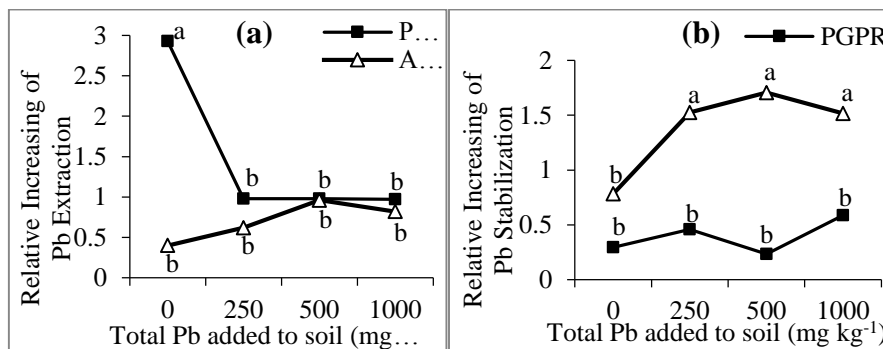 (a)
P…
A…
3
2.5
2
1.5
1
0.5
0
Relative Increasing of
Pb Extraction
a
b
b
b
b
b
b
b
0 250 500 1000
Total Pb added to soil (mg…
(b)
PGPR
2
1.5
1
0.5
0
Relative Increasing of
Pb Stabilization
b
a
a
a
b
b
b
b
0 250 500 1000
Total Pb added to soil (mg kg⁻¹)